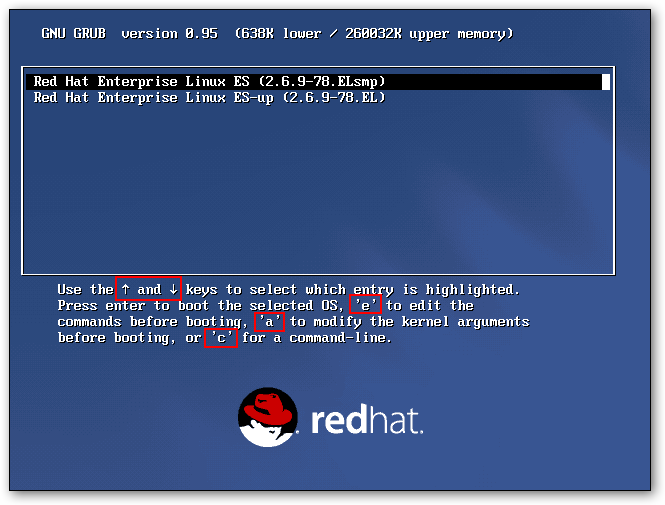 GNU GRUB  version 0.95  (638K lower / 260032K upper memory)
Red Hat Enterprise Linux ES (2.6.9-78.ELsmp)
Red Hat Enterprise Linux ES-up (2.6.9-78.EL)
Use the ↑ and ↓ keys to select which entry is highlighted.
Press enter to boot the selected OS, 'e' to edit the
commands before booting, 'a' to modify the kernel arguments
before booting, or 'c' for a command-line.
redhat.